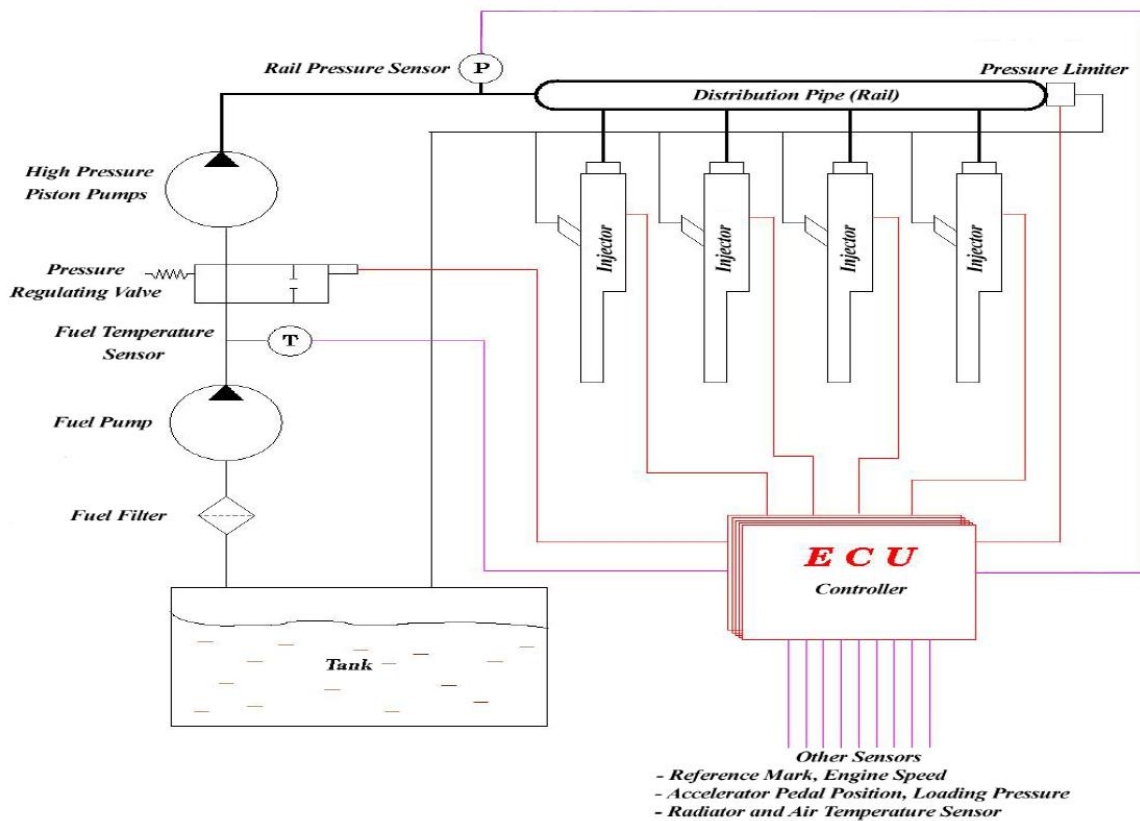 Rail Pressure Sensor
P
Pressure Limiter
Distribution Pipe (Rail)
High Pressure
Piston Pumps
Injector
Injector
Injector
Injector
Pressure
Regulating Valve
Fuel Temperature
Sensor
T
Fuel Pump
Fuel Filter
E C U
Controller
Tank
Other Sensors
- Reference Mark, Engine Speed
- Accelerator Pedal Position, Loading Pressure
- Radiator and Air Temperature Sensor